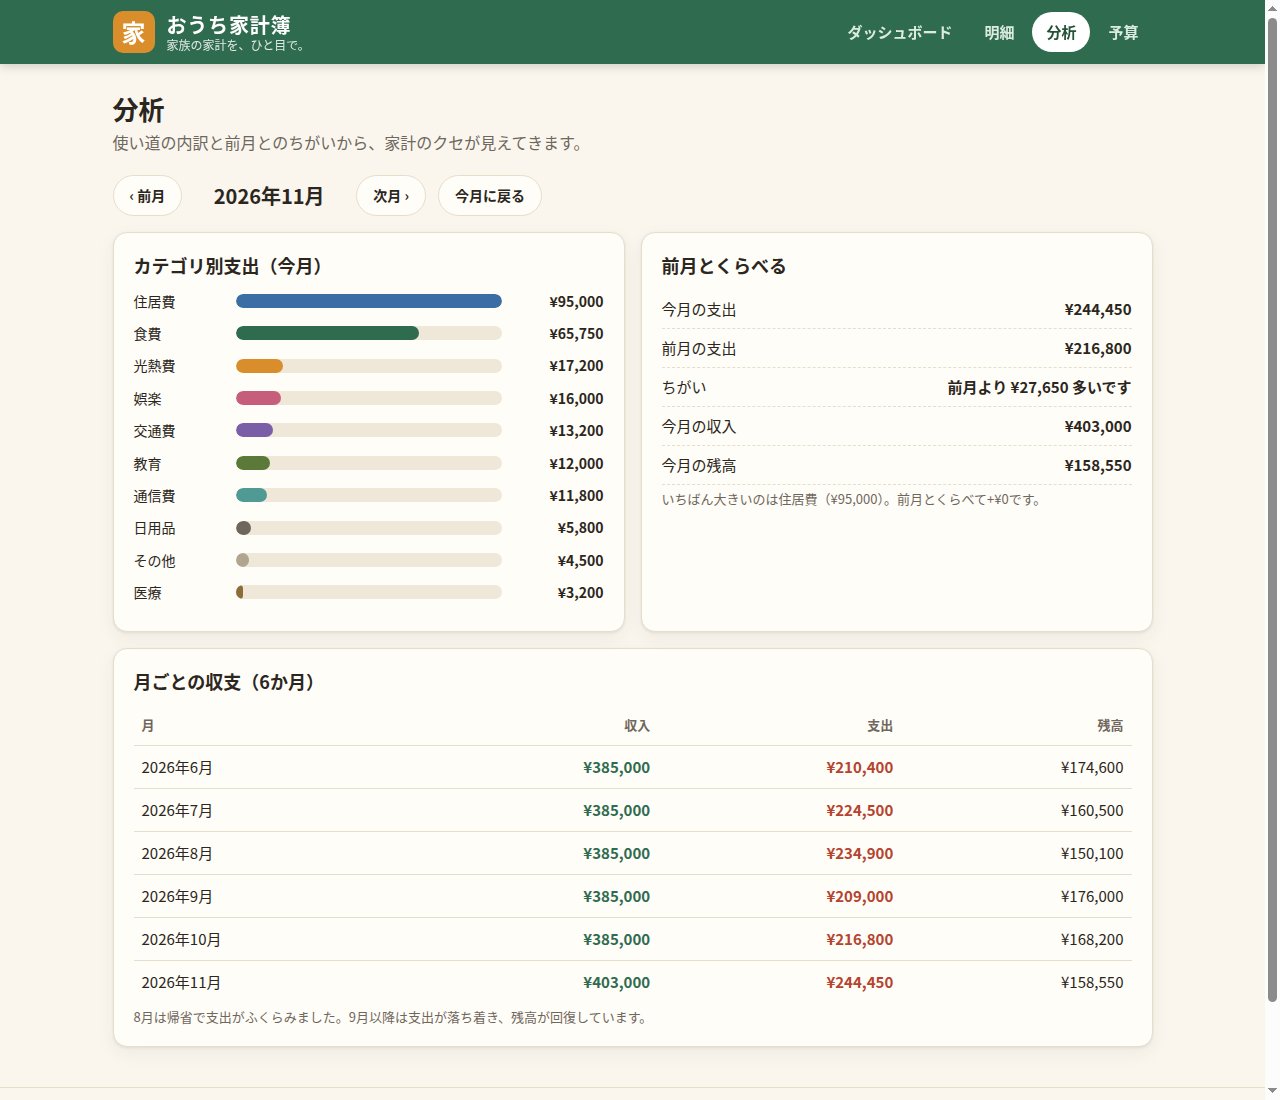 家
おうち家計簿
家族の家計を、ひと目で。
ダッシュボード 明細 分析 予算
分析
使い道の内訳と前月とのちがいから、家計のクセが見えてきます。
‹ 前月 2026年11月 次月 › 今月に戻る
カテゴリ別支出（今月）
住居費 ¥95,000
食費 ¥65,750
光熱費 ¥17,200
娯楽 ¥16,000
交通費 ¥13,200
教育 ¥12,000
通信費 ¥11,800
日用品 ¥5,800
その他 ¥4,500
医療 ¥3,200
前月とくらべる
今月の支出 ¥244,450
前月の支出 ¥216,800
ちがい 前月より ¥27,650 多いです
今月の収入 ¥403,000
今月の残高 ¥158,550
いちばん大きいのは住居費（¥95,000）。前月とくらべて+¥0です。
月ごとの収支（6か月）
月 収入 支出 残高
2026年6月 ¥385,000 ¥210,400 ¥174,600
2026年7月 ¥385,000 ¥224,500 ¥160,500
2026年8月 ¥385,000 ¥234,900 ¥150,100
2026年9月 ¥385,000 ¥209,000 ¥176,000
2026年10月 ¥385,000 ¥216,800 ¥168,200
2026年11月 ¥403,000 ¥244,450 ¥158,550
8月は帰省で支出がふくらみました。9月以降は支出が落ち着き、残高が回復しています。